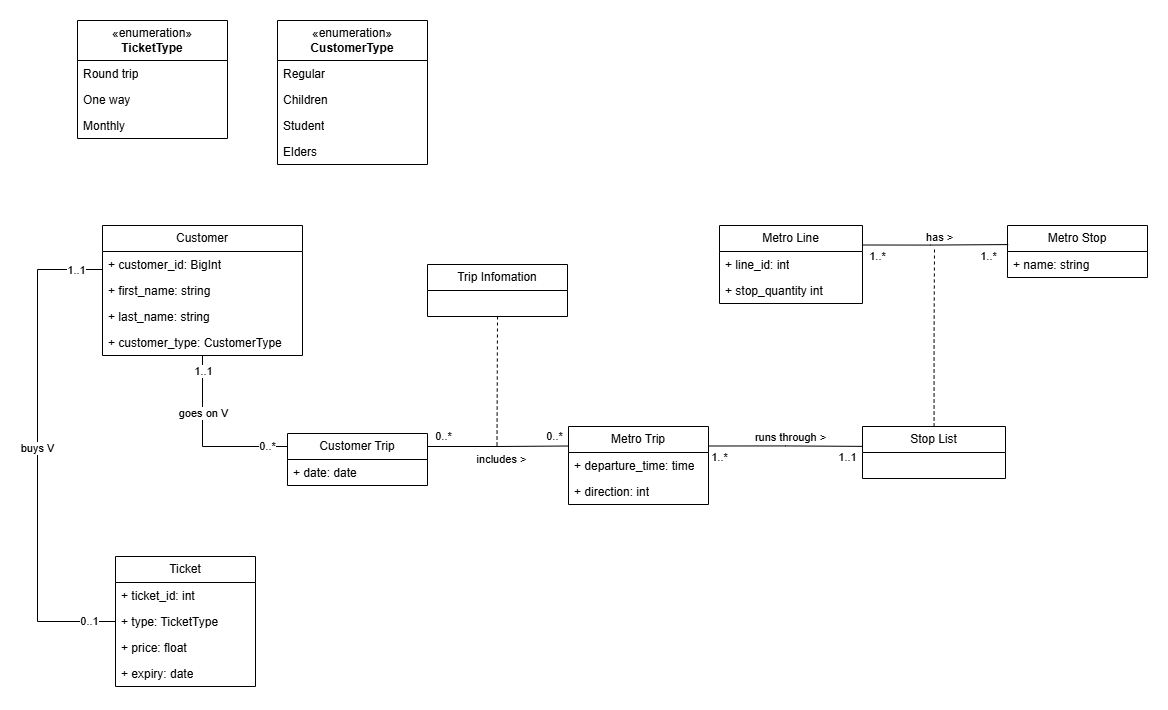 «enumeration»
TicketType
Round trip
One way
Monthly
«enumeration»
CustomerType
Regular
Children
Student
Elders
Customer
+ customer_id: BigInt
+ first_name: string
+ last_name: string
+ customer_type: CustomerType
1..1
1..1
goes on V
0..*
buys V
0..1
Trip Infomation
Metro Line
+ line_id: int
+ stop_quantity int
has >
1..*
1..*
Metro Stop
+ name: string
Customer Trip
+ date: date
0..*
includes >
0..*
Metro Trip
+ departure_time: time
+ direction: int
1..*
runs through >
1..1
Stop List
Ticket
+ ticket_id: int
+ type: TicketType
+ price: float
+ expiry: date